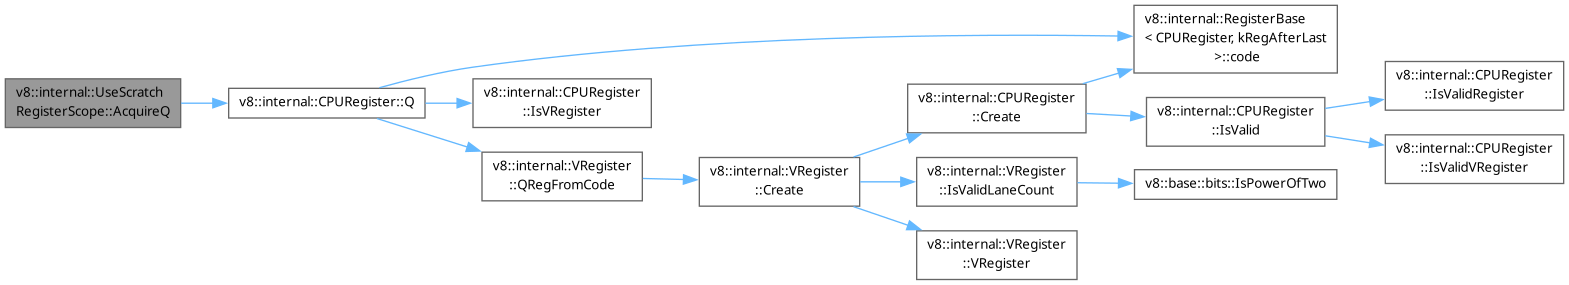 v8::internal::UseScratch
RegisterScope::AcquireQ
v8::internal::CPURegister::Q
v8::internal::RegisterBase
< CPURegister, kRegAfterLast
>::code
v8::internal::CPURegister
::IsVRegister
v8::internal::VRegister
::QRegFromCode
v8::internal::VRegister
::Create
v8::internal::CPURegister
::Create
v8::internal::CPURegister
::IsValid
v8::internal::CPURegister
::IsValidRegister
v8::internal::CPURegister
::IsValidVRegister
v8::internal::VRegister
::IsValidLaneCount
v8::base::bits::IsPowerOfTwo
v8::internal::VRegister
::VRegister